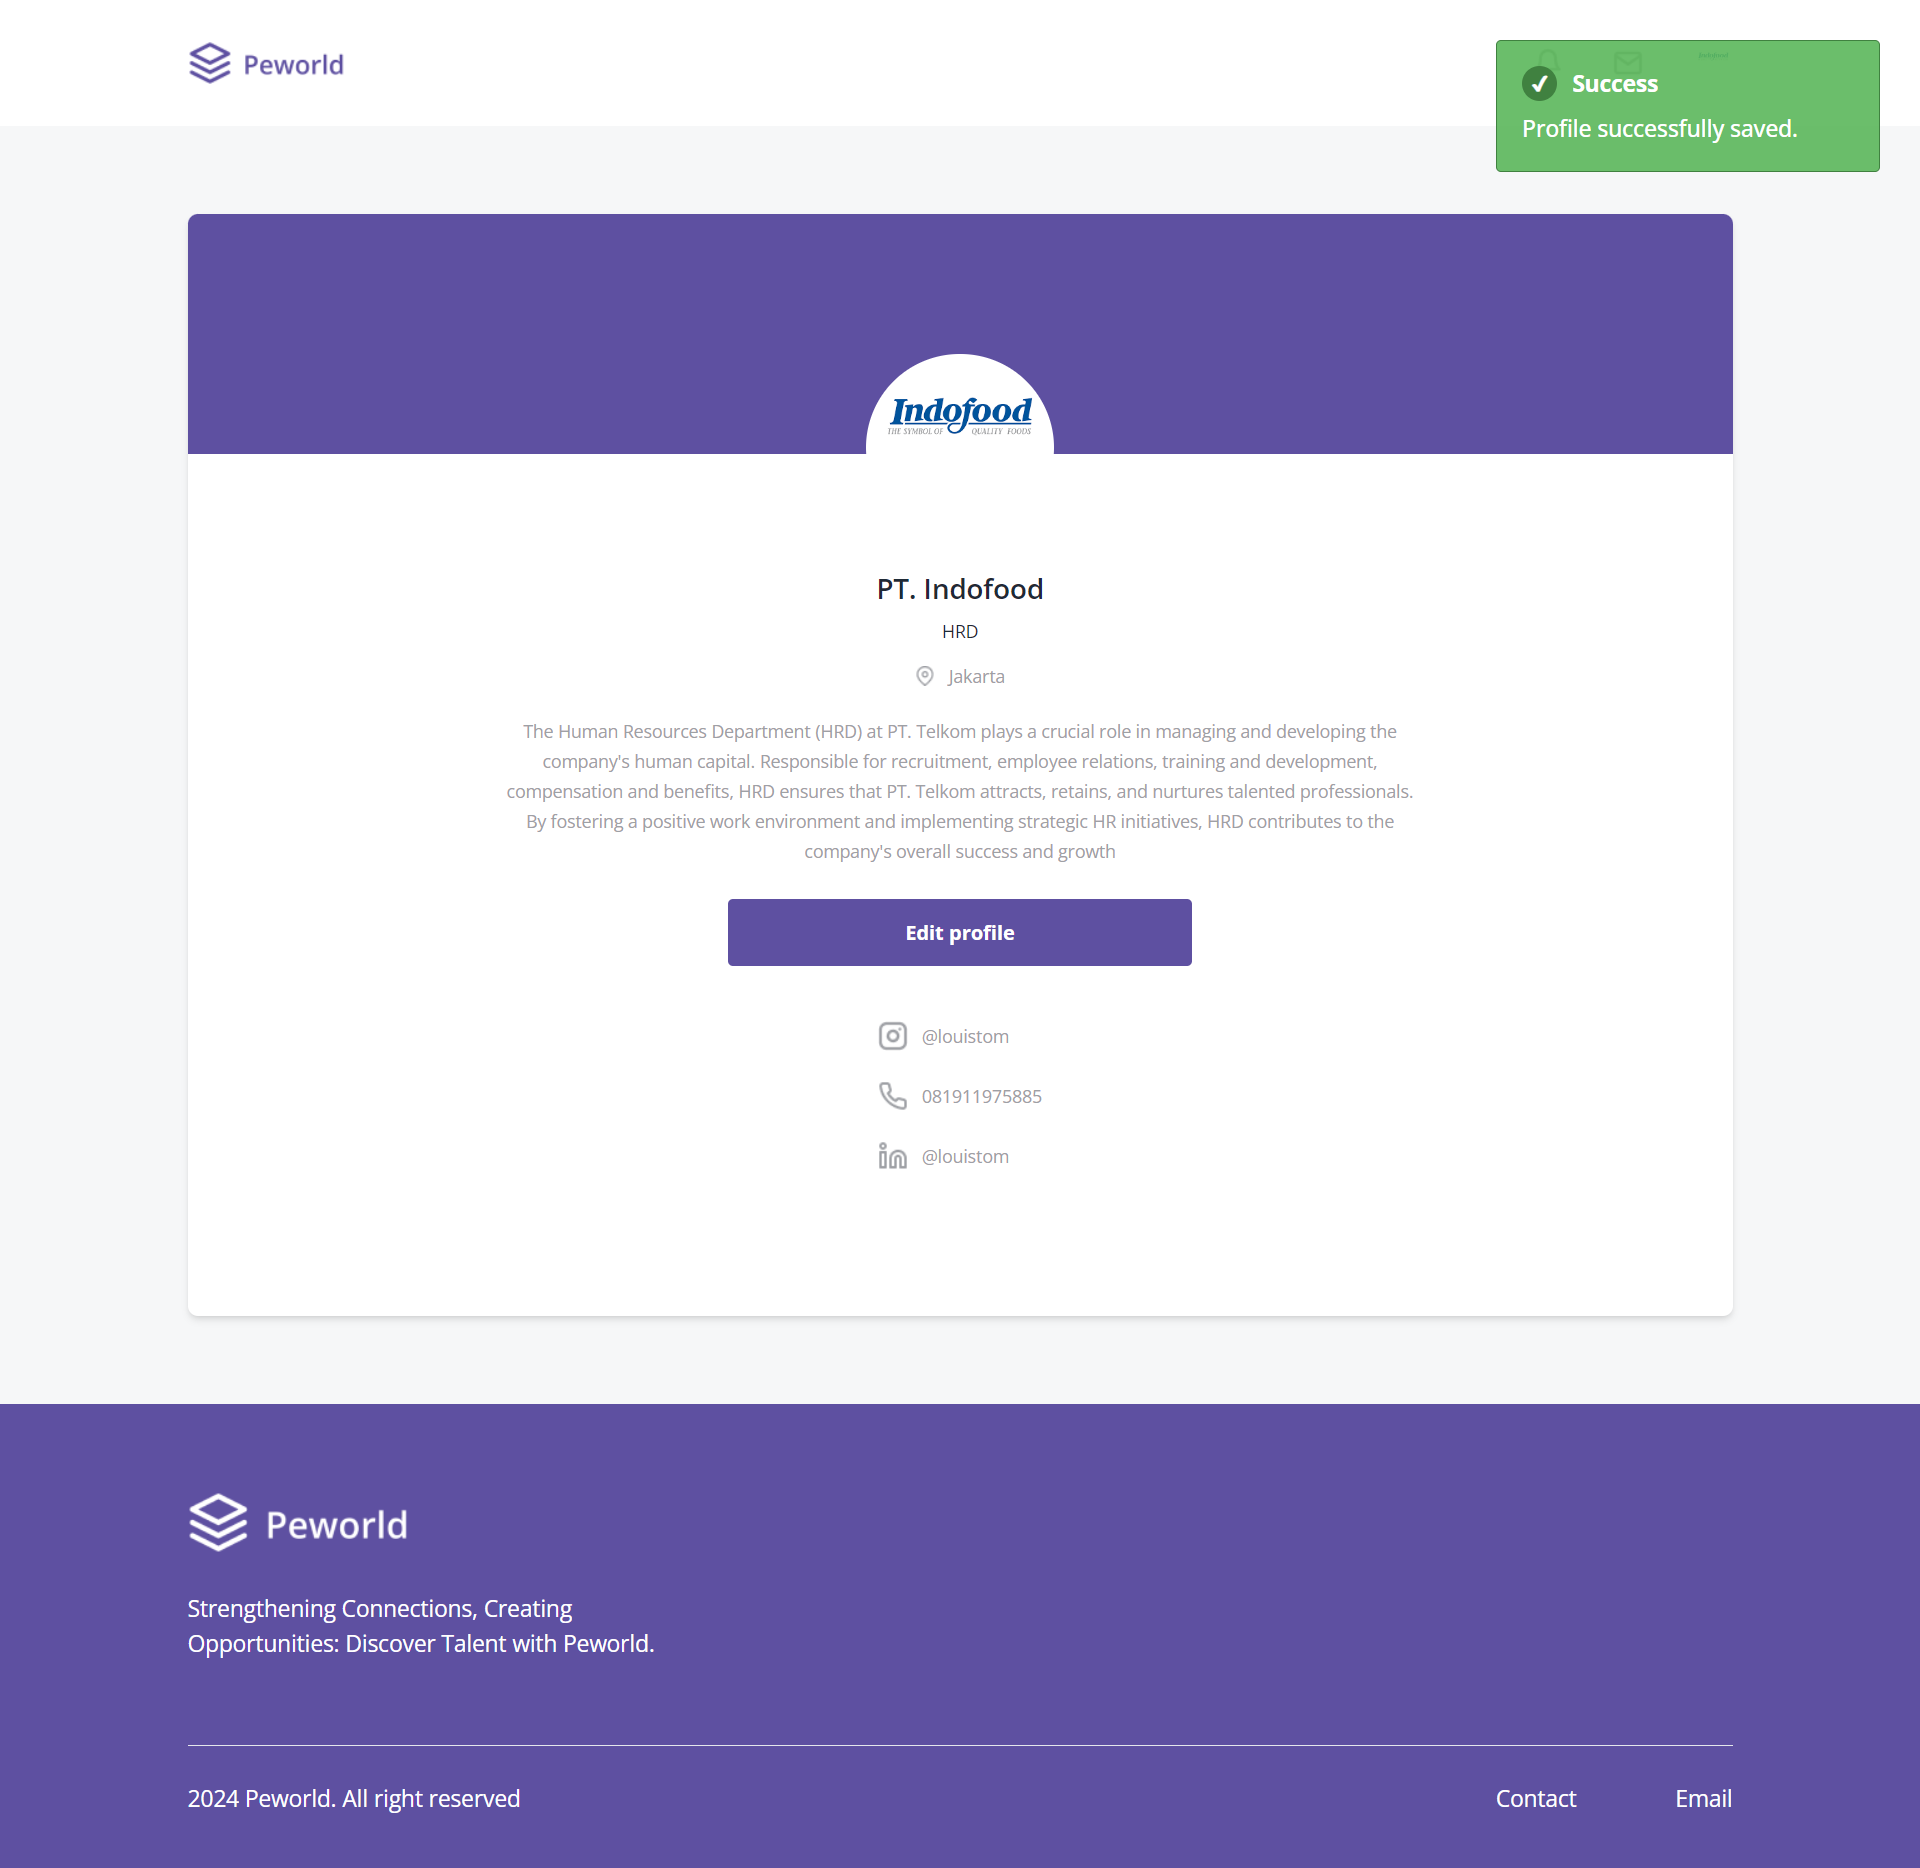 Peworld
Success
Profile successfully saved.
Indofood
THE SYMBOL OF QUALITY FOODS
PT. Indofood
HRD
Jakarta
The Human Resources Department (HRD) at PT. Telkom plays a crucial role in managing and developing the
company's human capital. Responsible for recruitment, employee relations, training and development,
compensation and benefits, HRD ensures that PT. Telkom attracts, retains, and nurtures talented professionals.
By fostering a positive work environment and implementing strategic HR initiatives, HRD contributes to the
company's overall success and growth
Edit profile
@louistom
081911975885
@louistom
Peworld
Strengthening Connections, Creating
Opportunities: Discover Talent with Peworld.
2024 Peworld. All right reserved
Contact
Email